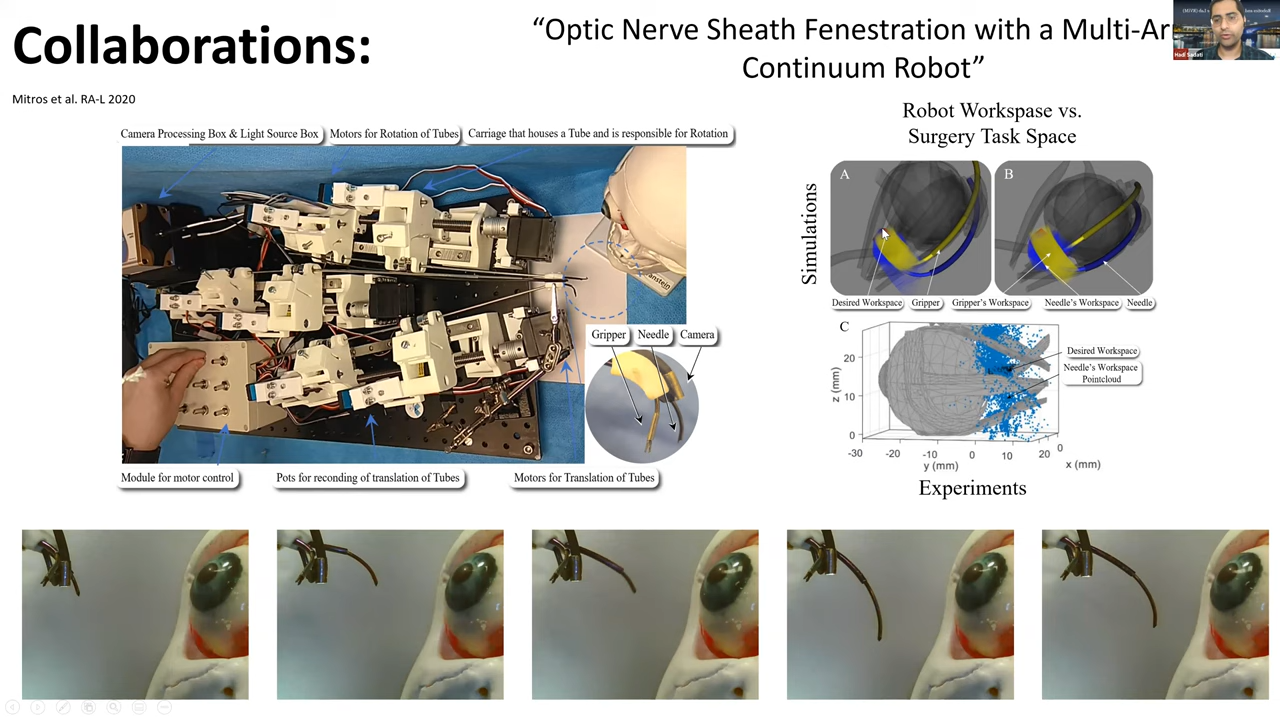 Collaborations:
“Optic Nerve Sheath Fenestration with a Multi-Ar
Continuum Robot”
Hadi Sadati
Mitros et al. RA-L 2020
Camera Processing Box & Light Source Box
Motors for Rotation of Tubes
Carriage that houses a Tube and is responsible for Rotation
Gripper
Needle
Camera
Module for motor control
Pots for reconding of translation of Tubes
Motors for Translation of Tubes
Robot Workspase vs.
Surgery Task Space
Simulations
A
B
Desired Workspace
Gripper
Gripper's Workspace
Needle's Workspace
Needle
C
Desired Workspace
Needle's Workspace
Pointcloud
z (mm)
20
10
0
-30
-20
-10
0
10
20
0
y (mm)
x (mm)
Experiments